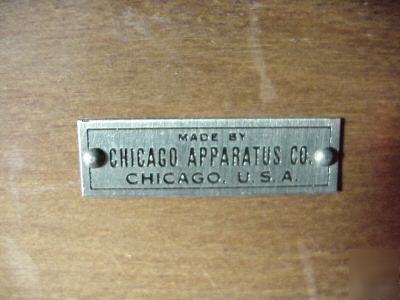 MADE BY
CHICAGO APPARATUS CO.
CHICAGO, U.S.A.